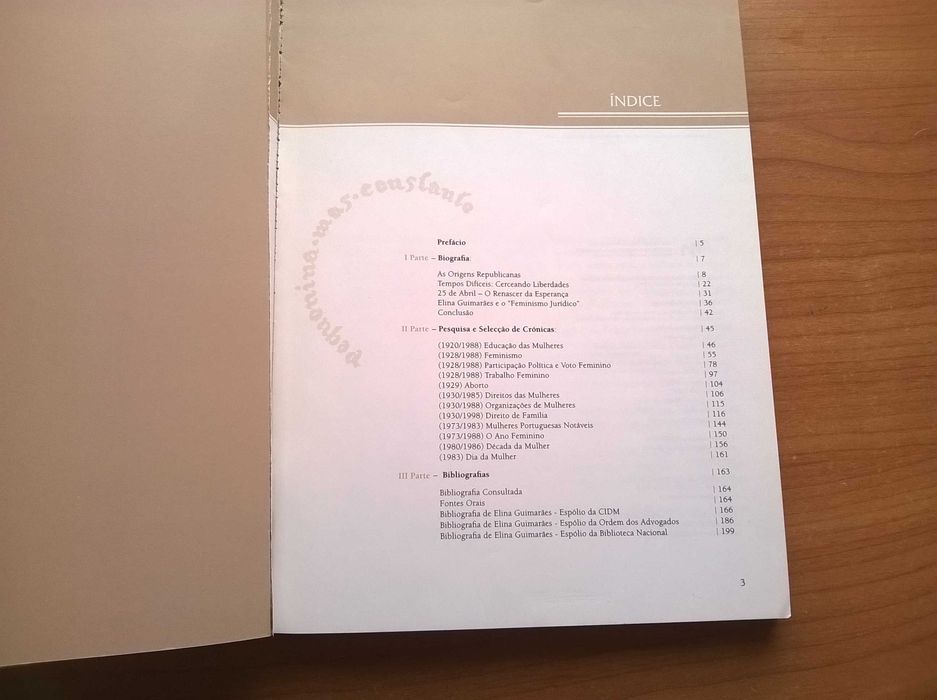 ÍNDICE
pequenina·mas·constante
Prefácio | 5
I Parte – Biografia: | 7
As Origens Republicanas | 8
Tempos Difíceis: Cerceando Liberdades | 22
25 de Abril – O Renascer da Esperança | 31
Elina Guimarães e o "Feminismo Jurídico" | 36
Conclusão | 42
II Parte – Pesquisa e Selecção de Crónicas: | 45
(1920/1988) Educação das Mulheres | 46
(1928/1988) Feminismo | 55
(1928/1988) Participação Política e Voto Feminino | 78
(1928/1988) Trabalho Feminino | 97
(1929) Aborto | 104
(1930/1985) Direitos das Mulheres | 106
(1930/1988) Organizações de Mulheres | 115
(1930/1998) Direito de Família | 116
(1973/1983) Mulheres Portuguesas Notáveis | 144
(1973/1988) O Ano Feminino | 150
(1980/1986) Década da Mulher | 156
(1983) Dia da Mulher | 161
III Parte – Bibliografias | 163
Bibliografia Consultada | 164
Fontes Orais | 164
Bibliografia de Elina Guimarães - Espólio da CIDM | 166
Bibliografia de Elina Guimarães - Espólio da Ordem dos Advogados | 186
Bibliografia de Elina Guimarães - Espólio da Biblioteca Nacional | 199
3